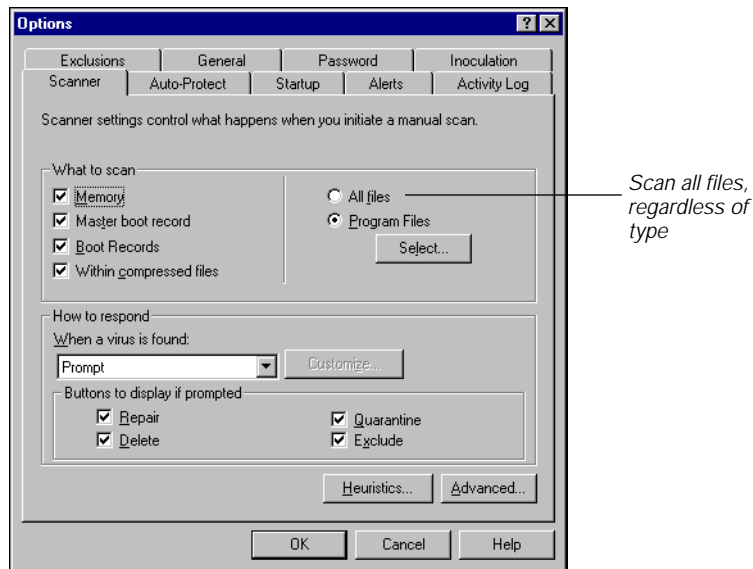 Options
Exclusions General Password Inoculation
Scanner Auto-Protect Startup Alerts Activity Log
Scanner settings control what happens when you initiate a manual scan.
What to scan
Memory
Master boot record
Boot Records
Within compressed files
All files
Program Files
Select...
Scan all files,
regardless of
type
How to respond
When a virus is found:
Prompt
Customize...
Buttons to display if prompted
Repair
Delete
Quarantine
Exclude
Heuristics... Advanced...
OK Cancel Help